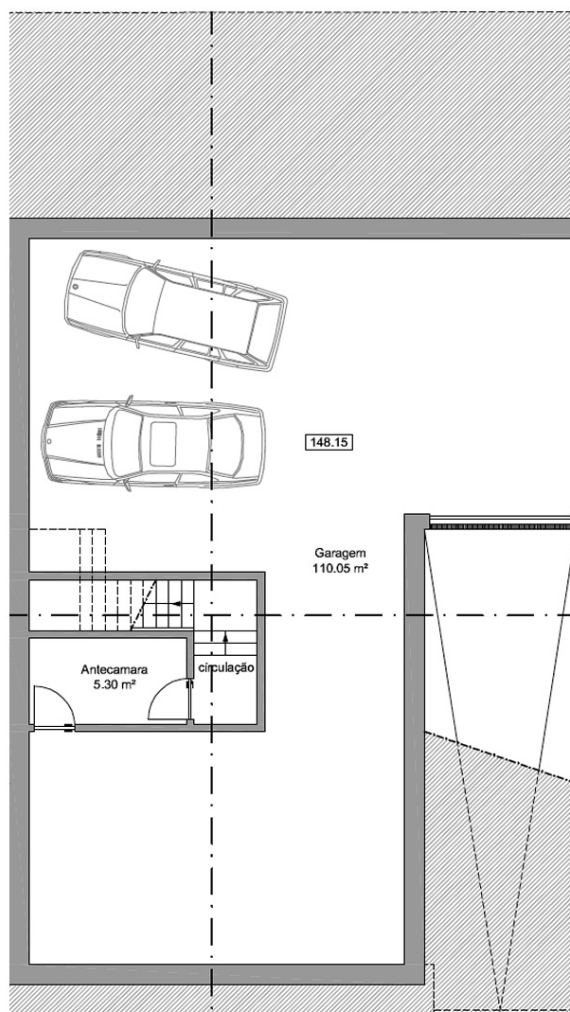 148.15
Garagem
110.05 m²
Antecamara
5.30 m²
circulação